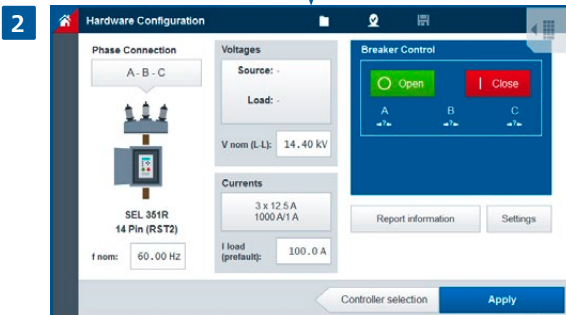 2
Hardware Configuration
Phase Connection
A - B - C
SEL 351R
14 Pin (RST2)
f nom: 60.00 Hz
Voltages
Source: -
Load: -
V nom (L-L): 14.40 kV
Currents
3 x 12.5 A
1000 A/1 A
I load
(prefault): 100.0 A
Breaker Control
Open
Close
A B C
-?- -?- -?-
Report information
Settings
Controller selection
Apply